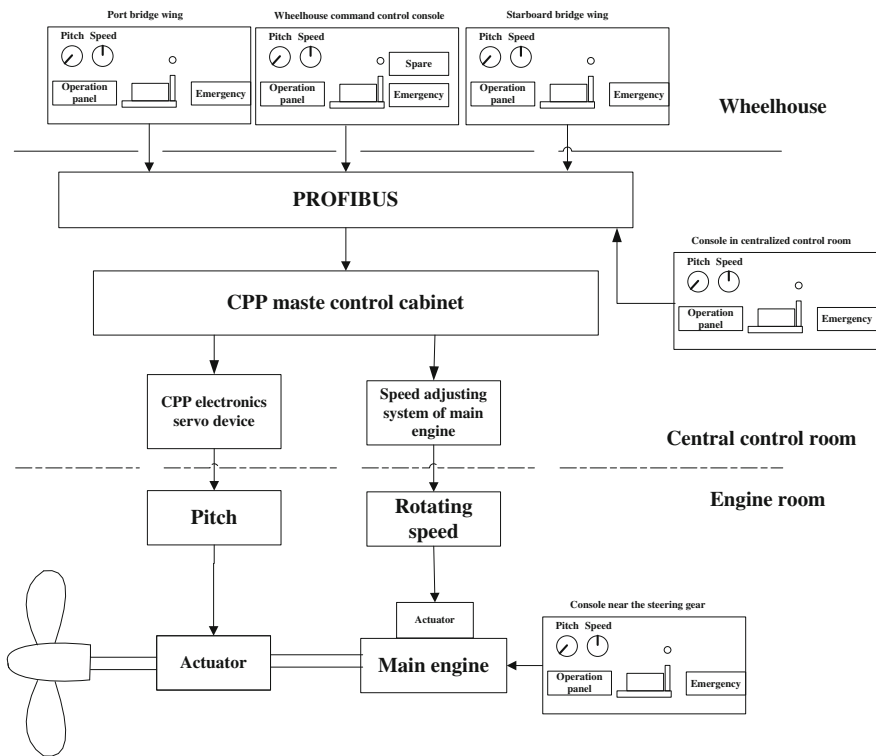 Port bridge wing
Pitch Speed
Operation
panel
Emergency
Wheelhouse command control console
Pitch Speed
Spare
Operation
panel
Emergency
Starboard bridge wing
Pitch Speed
Operation
panel
Emergency
Wheelhouse
PROFIBUS
Console in centralized control room
Pitch Speed
Operation
panel
Emergency
CPP maste control cabinet
CPP electronics
servo device
Speed adjusting
system of main
engine
Central control room
Engine room
Pitch
Rotating
speed
Console near the steering gear
Pitch Speed
Operation
panel
Emergency
Actuator
Actuator
Main engine